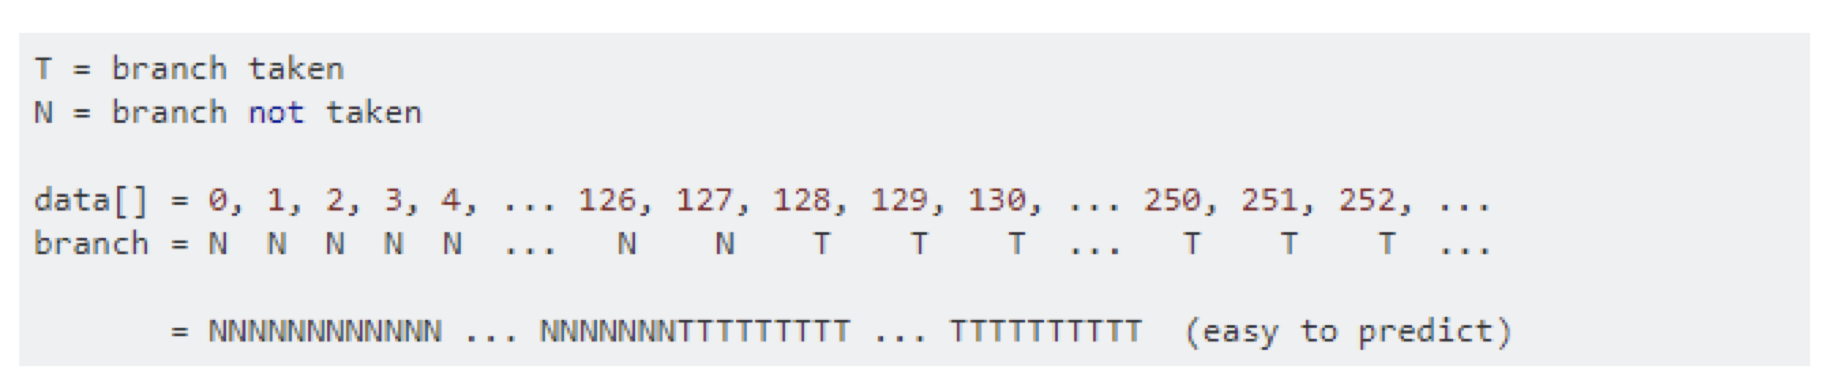 T = branch taken
N = branch not taken
data[] = 0, 1, 2, 3, 4, ... 126, 127, 128, 129, 130, ... 250, 251, 252, ...
branch = N N N N N ... N N T T T ... T T T ...
= NNNNNNNNNNNN ... NNNNNNNTTTTTTTTT ... TTTTTTTTTT (easy to predict)